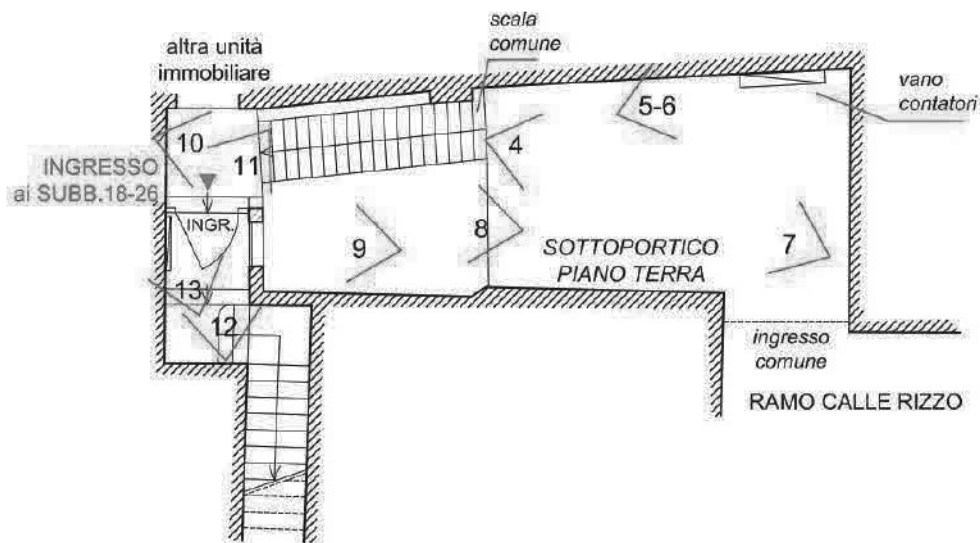 scala
comune
altra unità
immobiliare
vano
contatori
5-6
10
4
11
INGRESSO
ai SUBB.18-26
INGR.
9
8
7
SOTTOPORTICO
PIANO TERRA
13
12
ingresso
comune
RAMO CALLE RIZZO